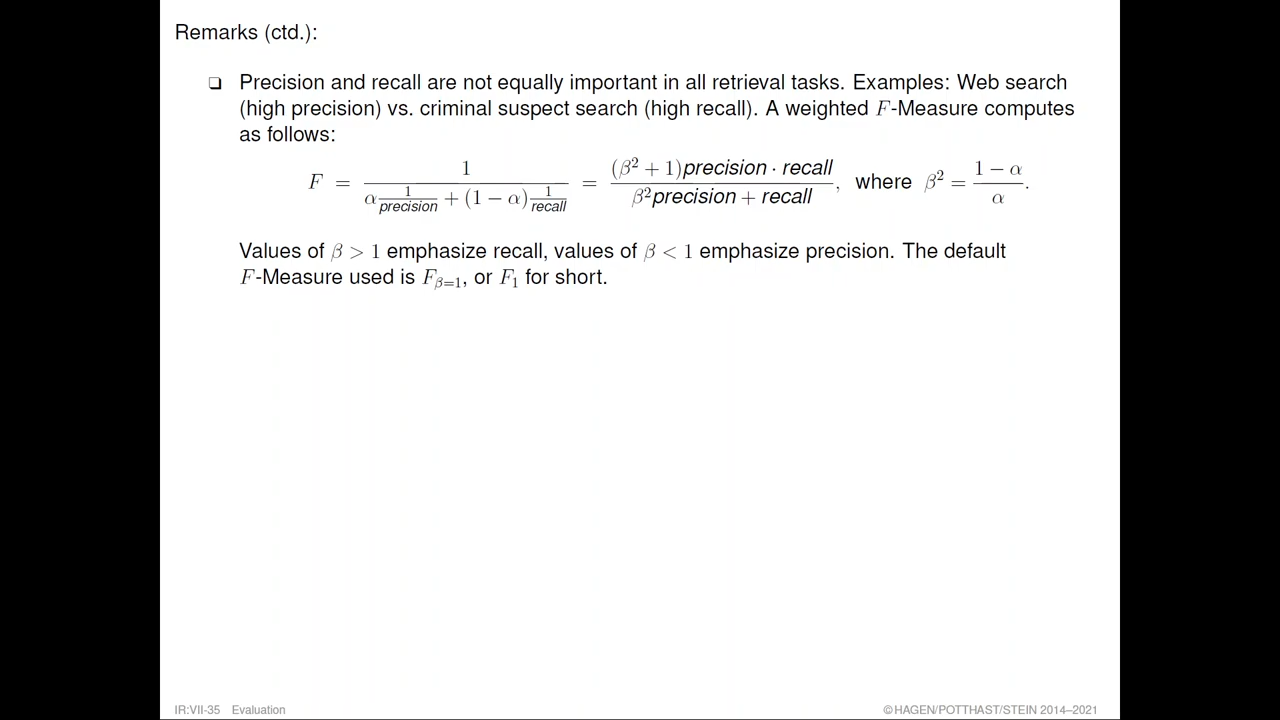 Remarks (ctd.):
❑ Precision and recall are not equally important in all retrieval tasks. Examples: Web search
(high precision) vs. criminal suspect search (high recall). A weighted F-Measure computes
as follows:
F = 1 / (α 1/precision + (1 − α) 1/recall) = (β² + 1)precision · recall / (β²precision + recall), where β² = (1 − α) / α.
Values of β > 1 emphasize recall, values of β < 1 emphasize precision. The default
F-Measure used is Fβ=1, or F₁ for short.
IR:VII-35 Evaluation
©HAGEN/POTTHAST/STEIN 2014–2021